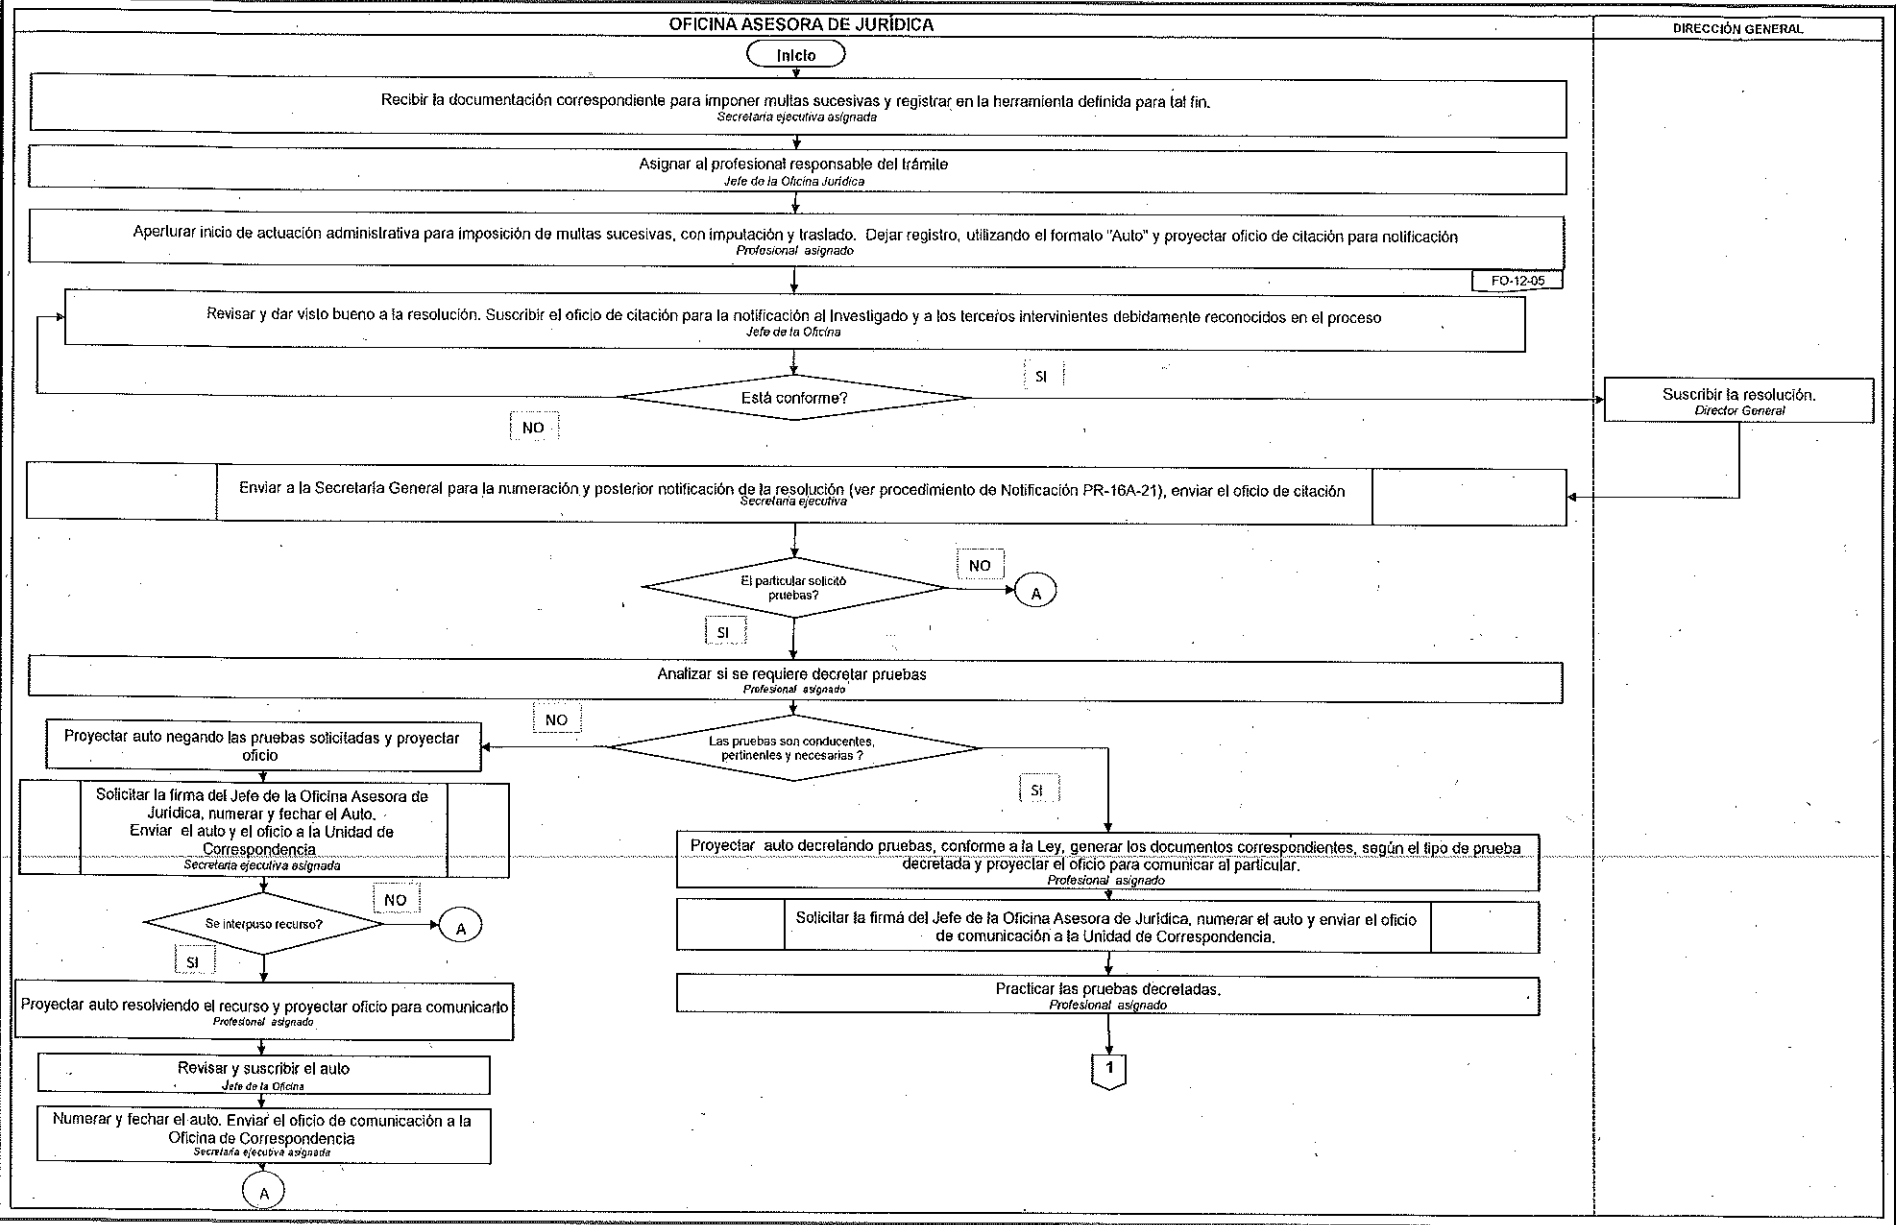 OFICINA ASESORA DE JURÍDICA
DIRECCIÓN GENERAL
Inicio
Recibir la documentación correspondiente para imponer multas sucesivas y registrar en la herramienta definida para tal fin.
Secretaria ejecutiva asignada
Asignar al profesional responsable del trámite
Jefe de la Oficina Jurídica
Aperturar inicio de actuación administrativa para imposición de multas sucesivas, con imputación y traslado. Dejar registro, utilizando el formato "Auto" y proyectar oficio de citación para notificación
Profesional asignado
FO-12-05
Revisar y dar visto bueno a la resolución. Suscribir el oficio de citación para la notificación al Investigado y a los terceros intervinientes debidamente reconocidos en el proceso
Jefe de la Oficina
SI
Está conforme?
NO
Suscribir la resolución.
Director General
Enviar a la Secretaría General para la numeración y posterior notificación de la resolución (ver procedimiento de Notificación PR-16A-21), enviar el oficio de citación
Secretaria ejecutiva
El particular solicitó
pruebas?
NO
A
SI
Analizar si se requiere decretar pruebas
Profesional asignado
NO
Las pruebas son conducentes,
pertinentes y necesarias ?
SI
Proyectar auto negando las pruebas solicitadas y proyectar
oficio
Solicitar la firma del Jefe de la Oficina Asesora de
Jurídica, numerar y fechar el Auto.
Enviar el auto y el oficio a la Unidad de
Correspondencia
Secretaria ejecutiva asignada
Se interpuso recurso?
NO
A
SI
Proyectar auto resolviendo el recurso y proyectar oficio para comunicarlo
Profesional asignado
Revisar y suscribir el auto
Jefe de la Oficina
Numerar y fechar el auto. Enviar el oficio de comunicación a la
Oficina de Correspondencia
Secretaria ejecutiva asignada
A
Proyectar auto decretando pruebas, conforme a la Ley, generar los documentos correspondientes, según el tipo de prueba
decretada y proyectar el oficio para comunicar al particular.
Profesional asignado
Solicitar la firma del Jefe de la Oficina Asesora de Jurídica, numerar el auto y enviar el oficio
de comunicación a la Unidad de Correspondencia.
Practicar las pruebas decretadas.
Profesional asignado
1